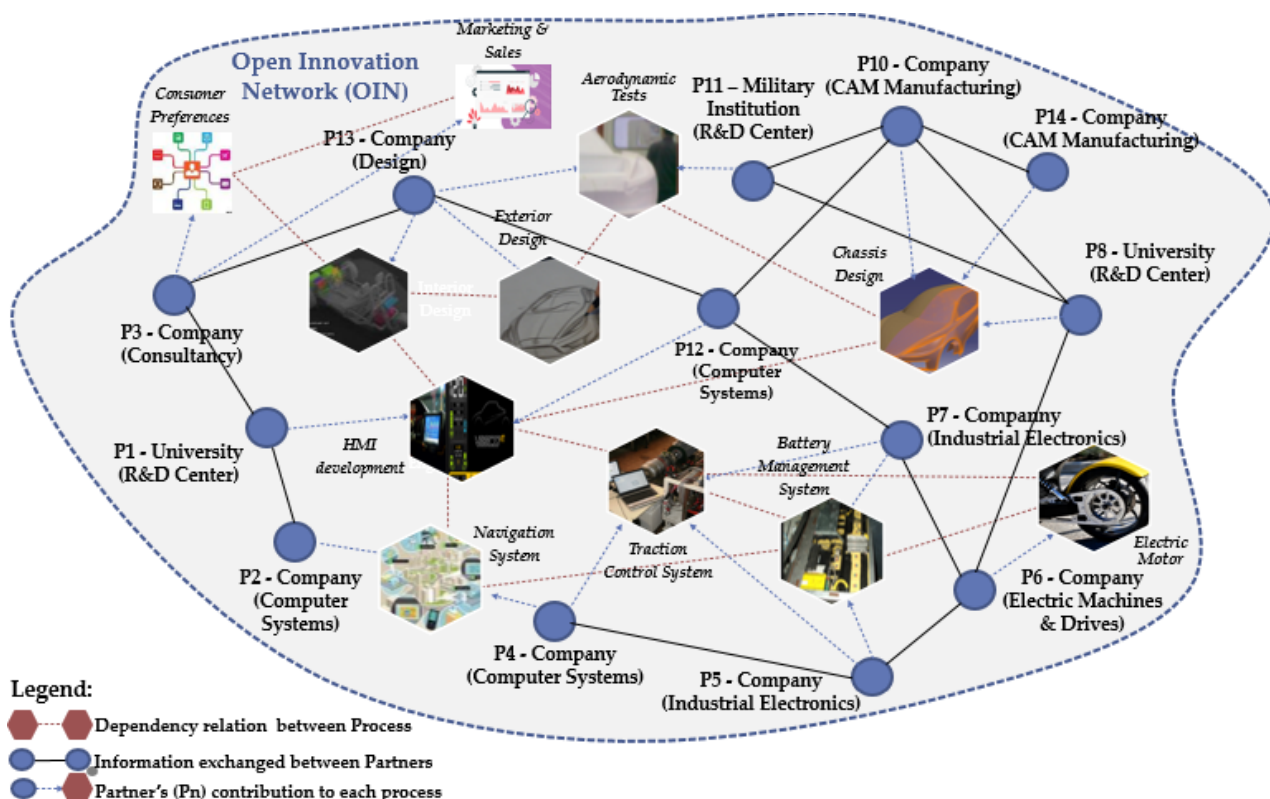 Marketing &
Sales
Open Innovation
Network (OIN)
Consumer
Preferences
Aerodynamic
Tests
P11 – Military
Institution
(R&D Center)
P10 - Company
(CAM Manufacturing)
P14 - Company
(CAM Manufacturing)
P13 - Company
(Design)
Exterior
Design
Interior
Design
Chassis
Design
P8 - University
(R&D Center)
P3 - Company
(Consultancy)
P12 - Company
(Computer
Systems)
P7 - Companny
(Industrial Electronics)
P1 - University
(R&D Center)
HMI
development
Battery
Management
System
Navigation
System
Traction
Control System
Electric
Motor
P2 - Company
(Computer
Systems)
P4 - Company
(Computer Systems)
P5 - Company
(Industrial Electronics)
P6 - Company
(Electric Machines
& Drives)
Legend:
Dependency relation between Process
Information exchanged between Partners
Partner's (Pn) contribution to each process